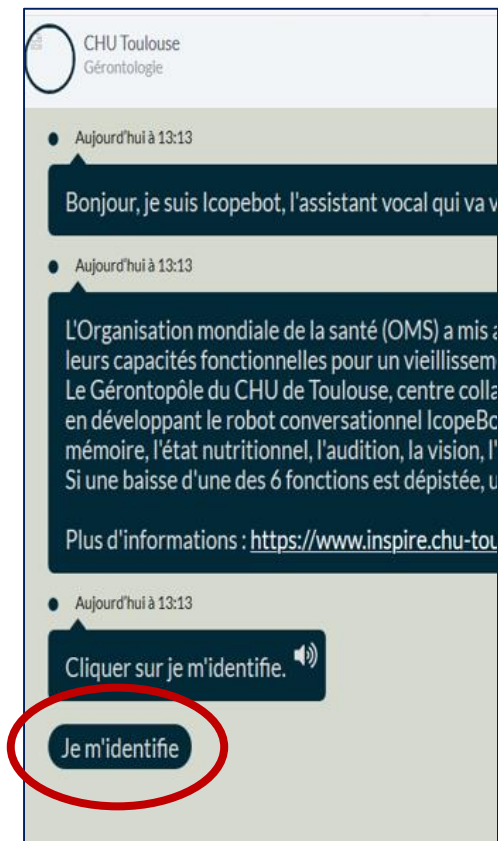 CHU Toulouse
Gérontologie
Aujourd'hui à 13:13
Bonjour, je suis Icopebot, l'assistant vocal qui va v
Aujourd'hui à 13:13
L'Organisation mondiale de la santé (OMS) a mis a
leurs capacités fonctionnelles pour un vieillissem
Le Gérontopôle du CHU de Toulouse, centre colla
en développant le robot conversationnel IcopeBo
mémoire, l'état nutritionnel, l'audition, la vision, l'
Si une baisse d'une des 6 fonctions est dépistée, u
Plus d'informations : https://www.inspire.chu-tou
Aujourd'hui à 13:13
Cliquer sur je m'identifie.
Je m'identifie